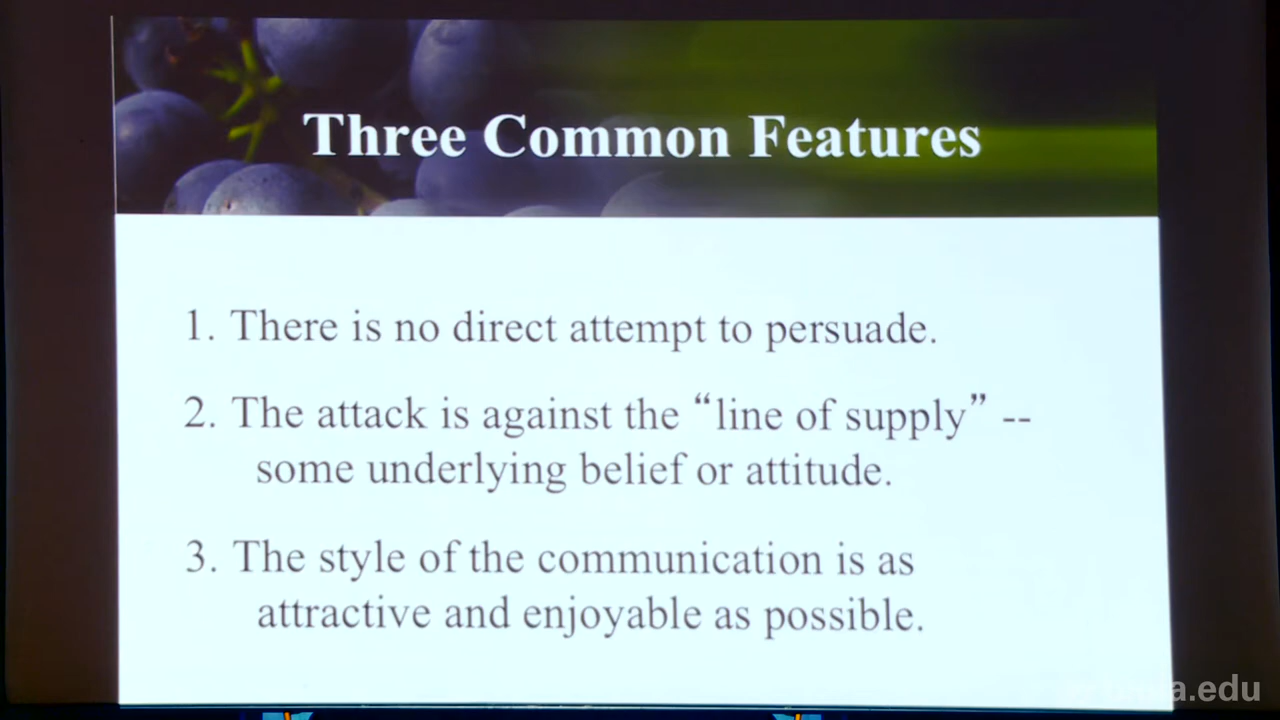 Three Common Features
1. There is no direct attempt to persuade.
2. The attack is against the “line of supply” --
some underlying belief or attitude.
3. The style of the communication is as
attractive and enjoyable as possible.